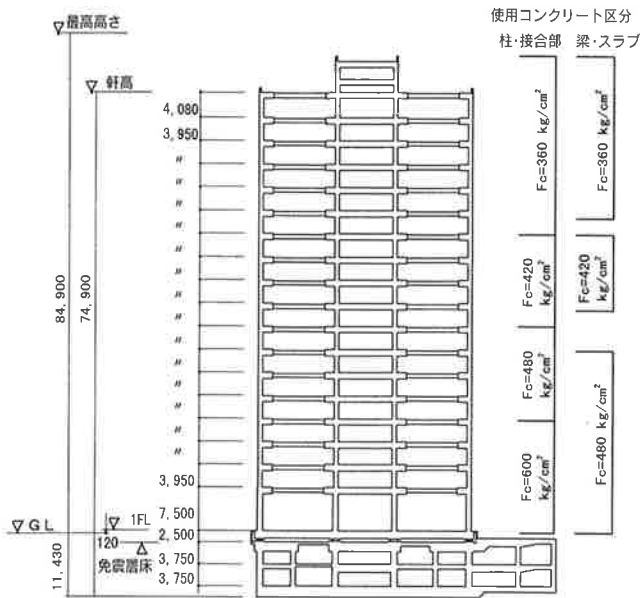 使用コンクリート区分
柱・接合部 梁・スラブ
最高高さ
軒高
4,080
3,950
〃
〃
〃
〃
〃
〃
〃
〃
〃
〃
〃
〃
〃
〃
3,950
7,500
2,500
3,750
3,750
84,900
74,900
GL
1FL
120
免震層床
11,430
Fc=360 kg/cm²
Fc=420
kg/cm²
Fc=480
kg/cm²
Fc=600
kg/cm²
Fc=360 kg/cm²
Fc=420
kg/cm²
Fc=480 kg/cm²